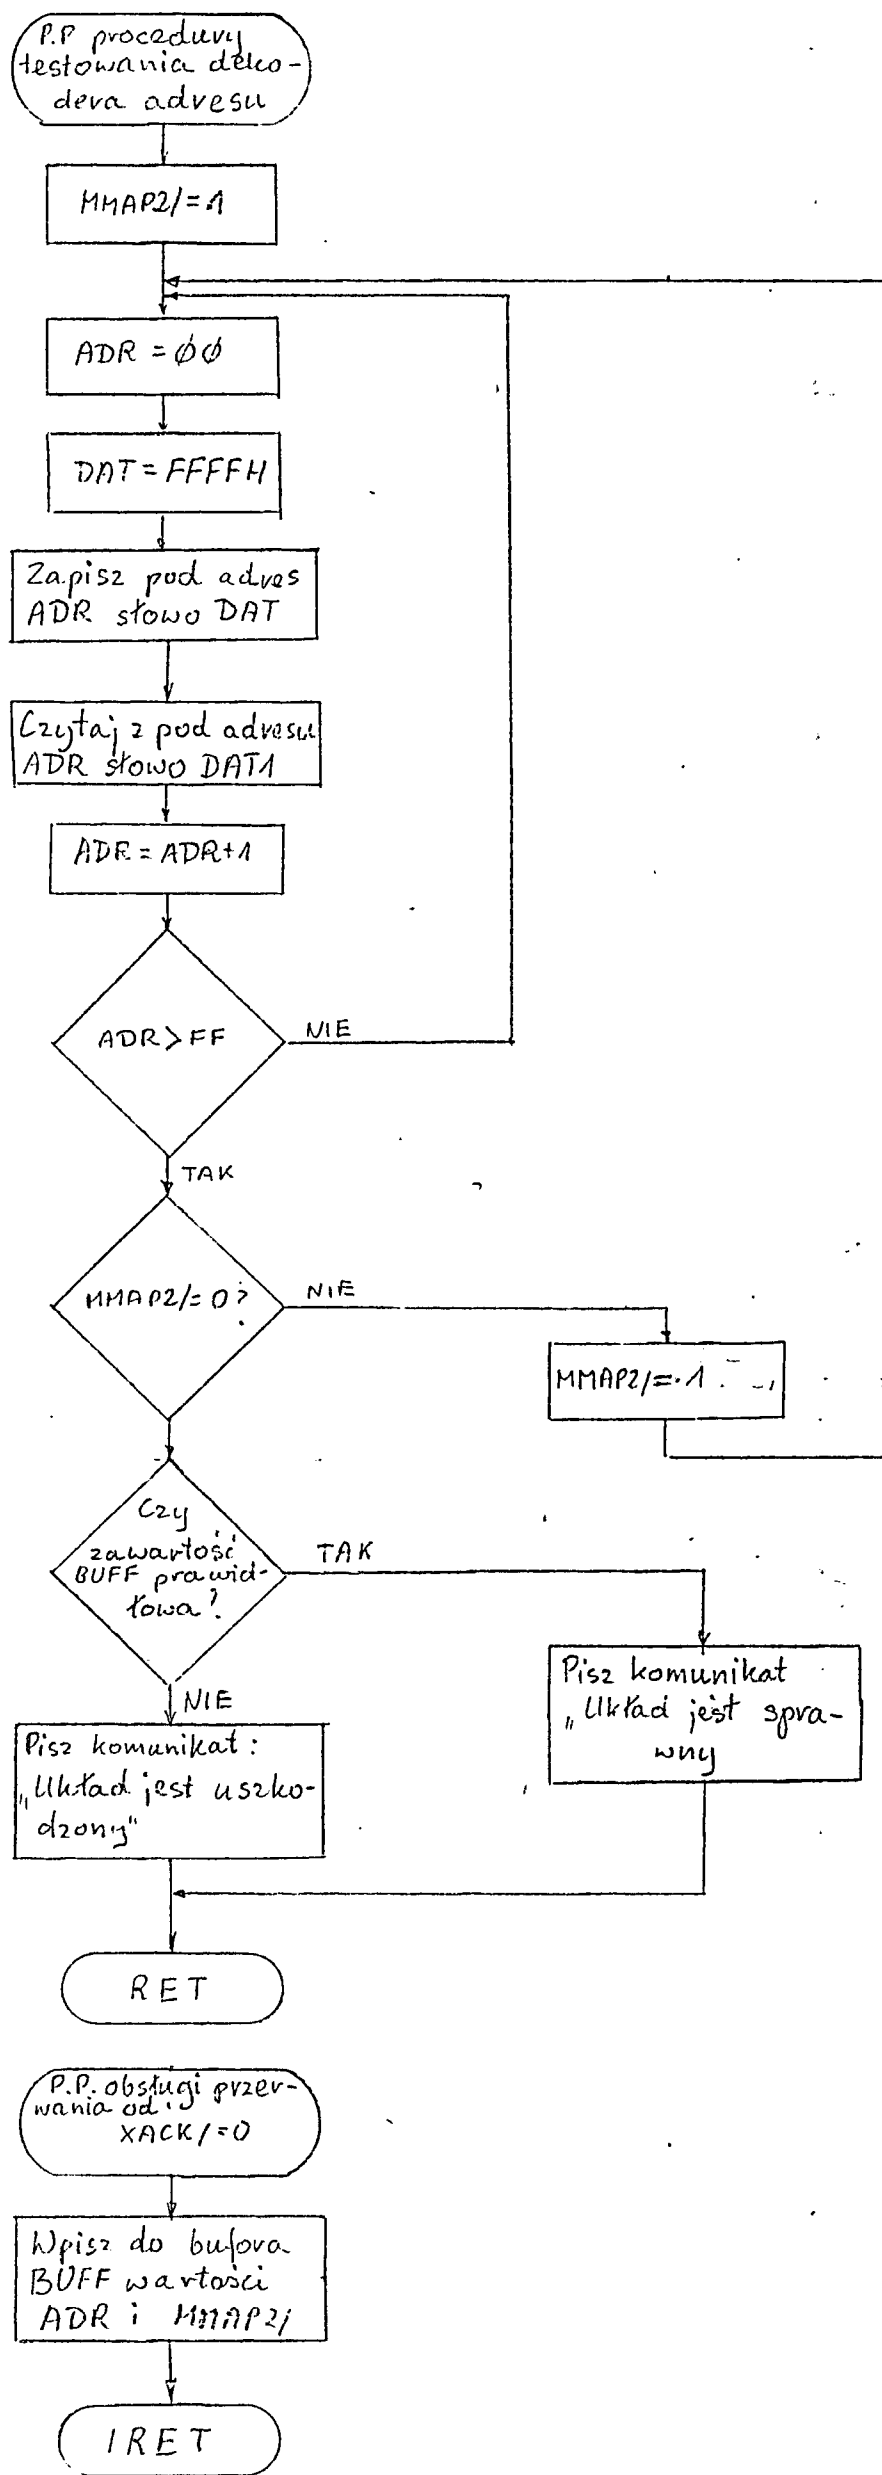 P.P procedury
testowania deko-
dera adresu
MMAP2/=1
ADR = ØØ
DAT = FFFFH
Zapisz pod adres
ADR słowo DAT
Czytaj z pod adresu
ADR słowo DAT1
ADR = ADR+1
ADR > FF
NIE
TAK
MMAP2/= 0?
NIE
MMAP2/=1
Czy
zawartość
BUFF prawid-
łowa?
TAK
NIE
Pisz komunikat
„Układ jest spra-
wny
Pisz komunikat:
„Układ jest uszko-
dzony"
RET
P.P. obsługi przer-
wania od
XACK/=0
Wpisz do bufora
BUFF wartości
ADR i MMAP2/
IRET